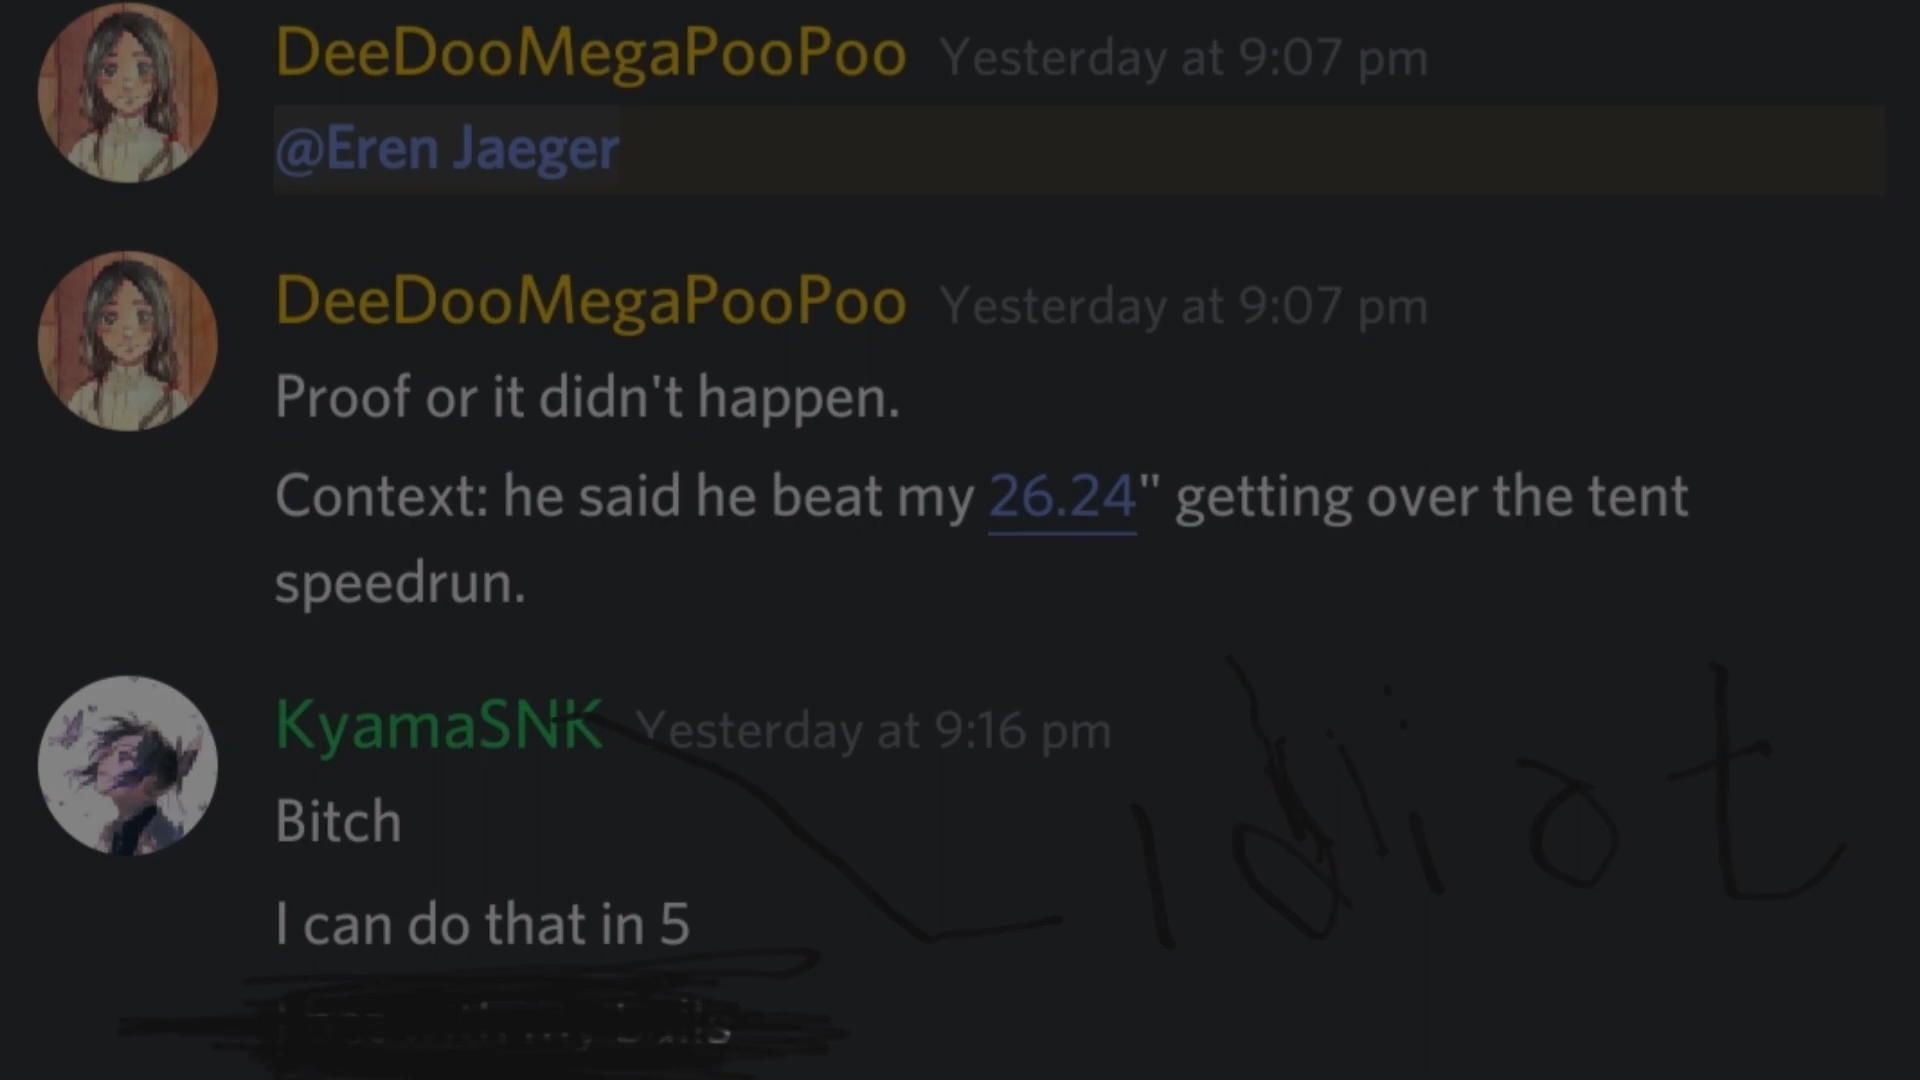 DeeDooMegaPooPoo Yesterday at 9:07 pm
@Eren Jaeger
DeeDooMegaPooPoo Yesterday at 9:07 pm
Proof or it didn't happen.
Context: he said he beat my 26.24" getting over the tent
speedrun.
KyamaSNK Yesterday at 9:16 pm
Bitch
I can do that in 5
Idiot